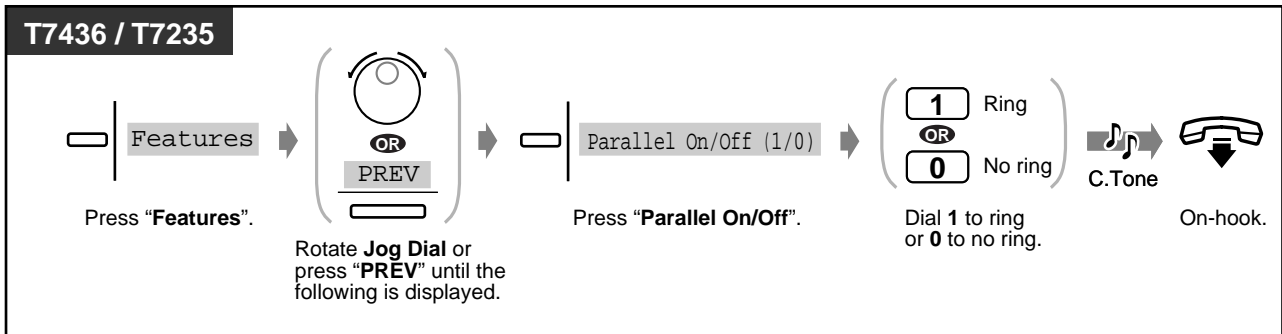 T7436 / T7235
Features
Press “Features”.
OR
PREV
Rotate Jog Dial or
press “PREV” until the
following is displayed.
Parallel On/Off (1/0)
Press “Parallel On/Off”.
1 Ring
OR
0 No ring
Dial 1 to ring
or 0 to no ring.
C.Tone
On-hook.